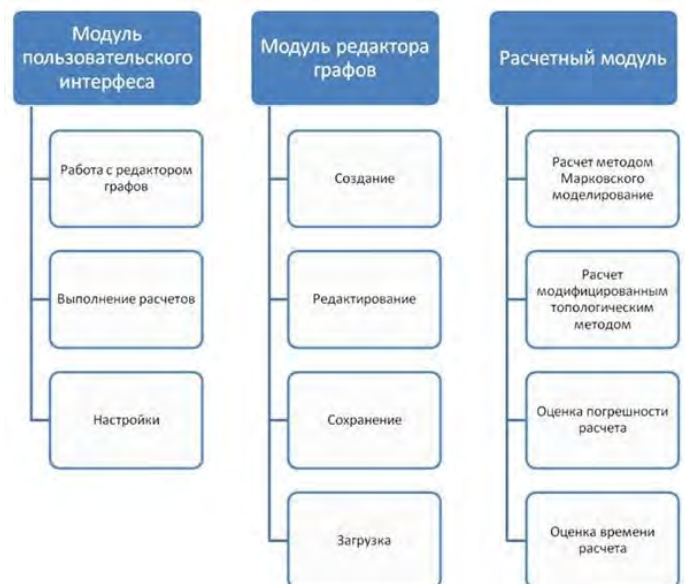 Модуль
пользовательского
интерфеса
Работа с редактором
графов
Выполнение расчетов
Настройки
Модуль редактора
графов
Создание
Редактирование
Сохранение
Загрузка
Расчетный модуль
Расчет методом
Марковского
моделирование
Расчет
модифицированным
топологическим
методом
Оценка погрешности
расчета
Оценка времени
расчета